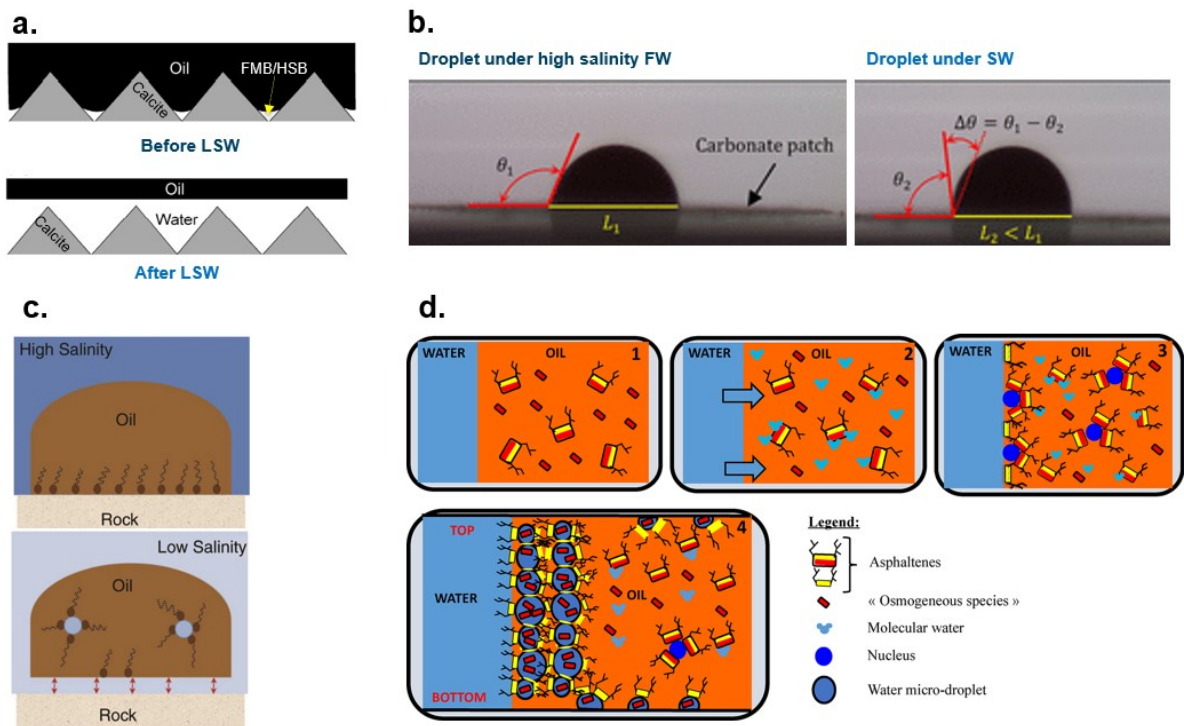 a.
Oil
FMB/HSB
Calcite
Before LSW
Oil
Water
Calcite
After LSW
b.
Droplet under high salinity FW
θ₁
Carbonate patch
L₁
Droplet under SW
Δθ = θ₁ − θ₂
θ₂
L₂ < L₁
c.
High Salinity
Oil
Rock
Low Salinity
Oil
Rock
d.
WATER OIL 1
WATER OIL 2
WATER OIL 3
TOP 4
WATER OIL
BOTTOM
Legend:
Asphaltenes
« Osmogeneous species »
Molecular water
Nucleus
Water micro-droplet